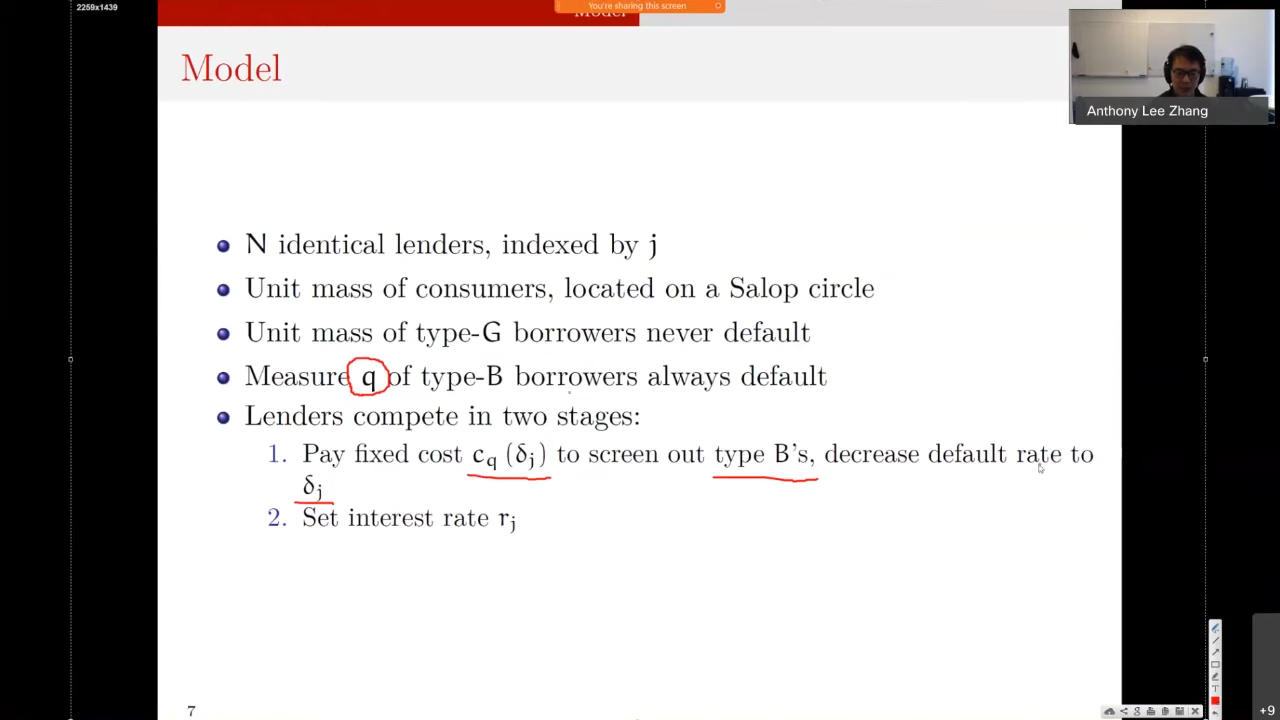 2259x1439
You're sharing this screen
Model
Model
Anthony Lee Zhang
N identical lenders, indexed by j
Unit mass of consumers, located on a Salop circle
Unit mass of type-G borrowers never default
Measure q of type-B borrowers always default
Lenders compete in two stages:
1. Pay fixed cost c_q (δ_j) to screen out type B's, decrease default rate to
δ_j
2. Set interest rate r_j
7
+9